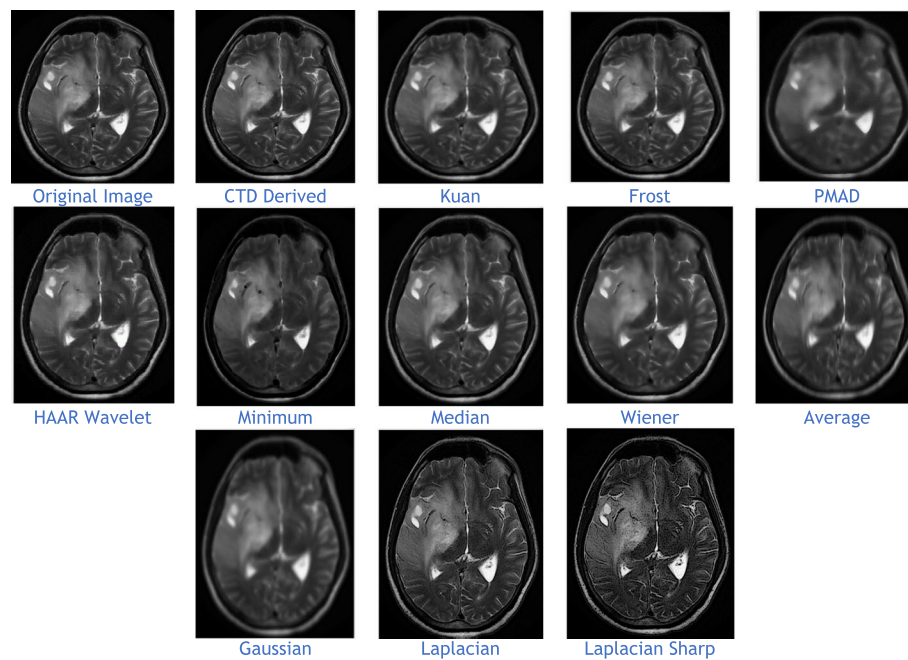 Original Image
CTD Derived
Kuan
Frost
PMAD
HAAR Wavelet
Minimum
Median
Wiener
Average
Gaussian
Laplacian
Laplacian Sharp